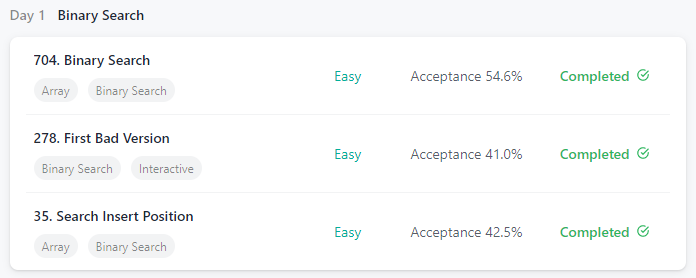 Day 1 Binary Search
704. Binary Search
Easy Acceptance 54.6% Completed
Array Binary Search
278. First Bad Version
Easy Acceptance 41.0% Completed
Binary Search Interactive
35. Search Insert Position
Easy Acceptance 42.5% Completed
Array Binary Search